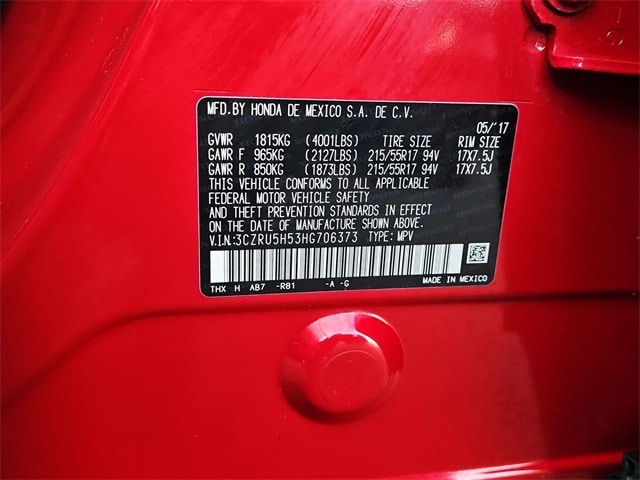 MFD.BY HONDA DE MEXICO S.A. DE C.V.
05/'17
GVWR 1815KG (4001LBS) TIRE SIZE RIM SIZE
GAWR F 965KG (2127LBS) 215/55R17 94V 17X7.5J
GAWR R 850KG (1873LBS) 215/55R17 94V 17X7.5J
THIS VEHICLE CONFORMS TO ALL APPLICABLE
FEDERAL MOTOR VEHICLE SAFETY
AND THEFT PREVENTION STANDARDS IN EFFECT
ON THE DATE OF MANUFACTURE SHOWN ABOVE.
V.I.N.:3CZRU5H53HG706373 TYPE: MPV
THX H AB7 -R81 -A -G MADE IN MEXICO